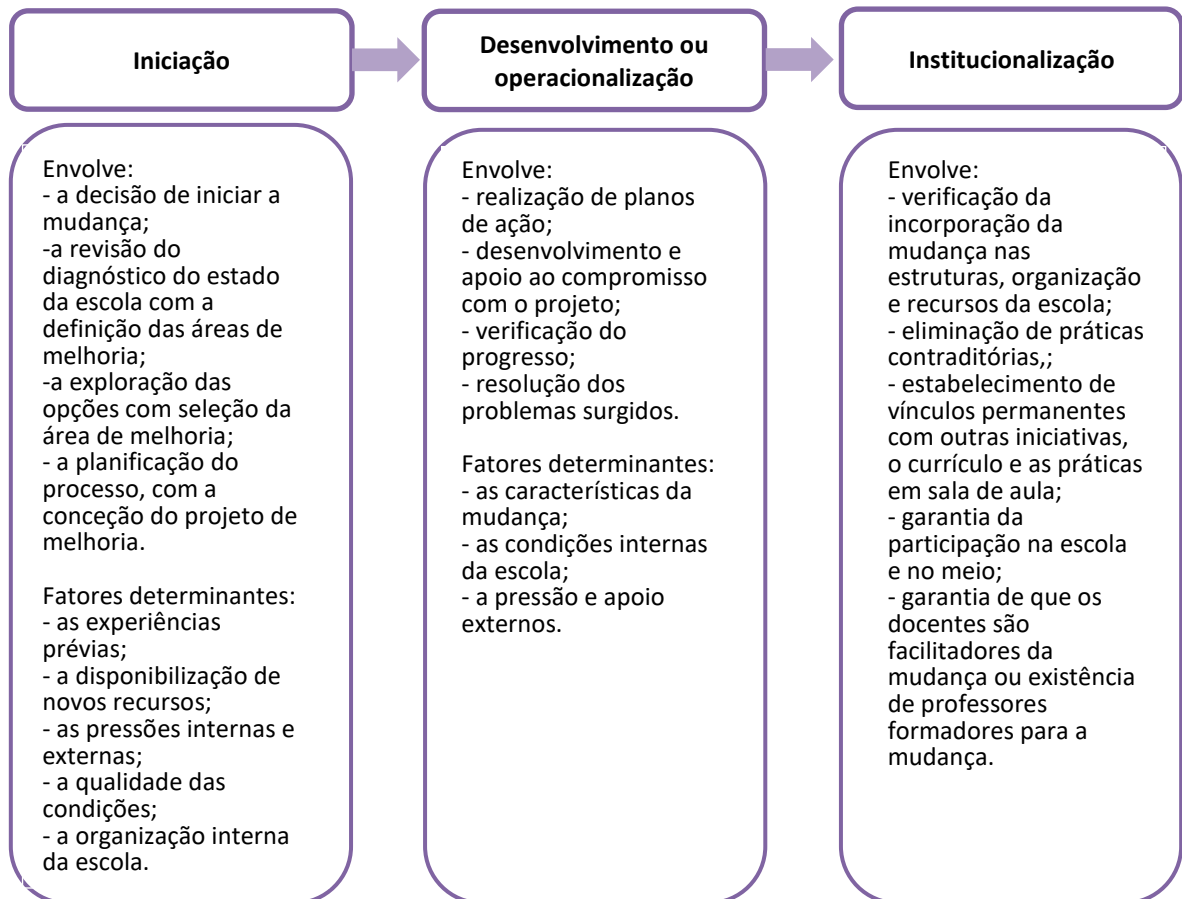 Iniciação
Desenvolvimento ou
operacionalização
Institucionalização
Envolve:
- a decisão de iniciar a
mudança;
-a revisão do
diagnóstico do estado
da escola com a
definição das áreas de
melhoria;
-a exploração das
opções com seleção da
área de melhoria;
- a planificação do
processo, com a
conceção do projeto de
melhoria.
Fatores determinantes:
- as experiências
prévias;
- a disponibilização de
novos recursos;
- as pressões internas e
externas;
- a qualidade das
condições;
- a organização interna
da escola.
Envolve:
- realização de planos
de ação;
- desenvolvimento e
apoio ao compromisso
com o projeto;
- verificação do
progresso;
- resolução dos
problemas surgidos.
Fatores determinantes:
- as características da
mudança;
- as condições internas
da escola;
- a pressão e apoio
externos.
Envolve:
- verificação da
incorporação da
mudança nas
estruturas, organização
e recursos da escola;
- eliminação de práticas
contraditórias,;
- estabelecimento de
vínculos permanentes
com outras iniciativas,
o currículo e as práticas
em sala de aula;
- garantia da
participação na escola
e no meio;
- garantia de que os
docentes são
facilitadores da
mudança ou existência
de professores
formadores para a
mudança.